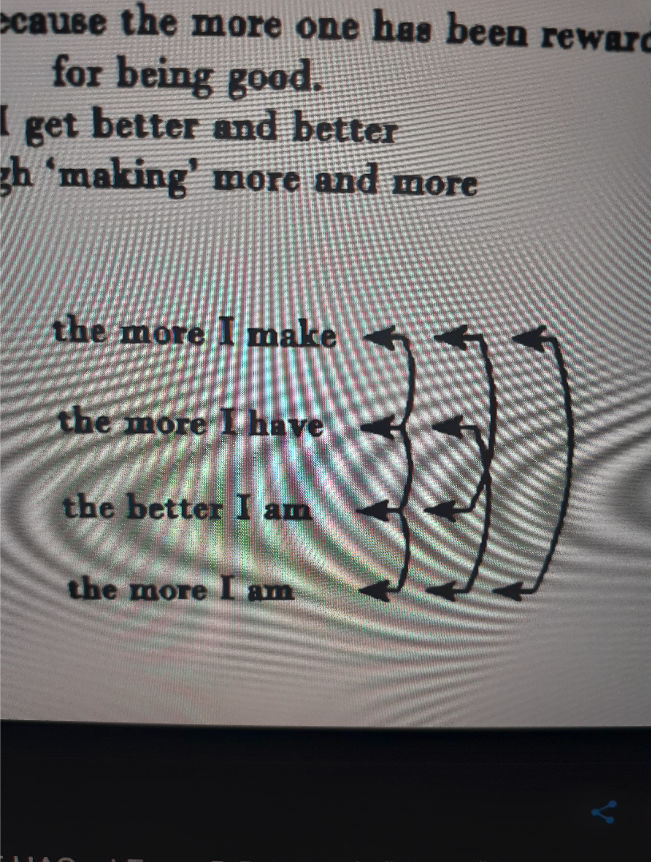 ecause the more one has been reward
for being good.
I get better and better
gh 'making' more and more
the more I make
the more I have
the better I am
the more I am